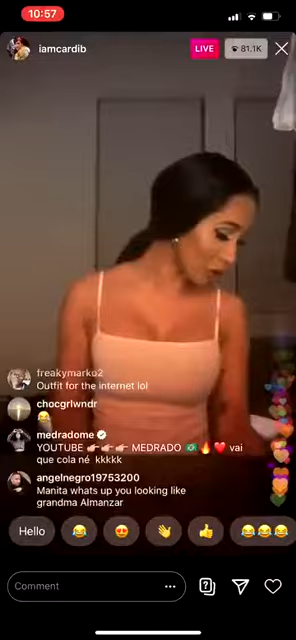 10:57
iamcardib
LIVE
81.1K
freakymarko2
Outfit for the internet lol
chocgrlwndr
😂
medradome
YOUTUBE 👉🏻👉🏻👉🏻 MEDRADO 🇧🇷🔥❤️ vai
que cola né kkkkk
angelnegro19753200
Manita whats up you looking like
grandma Almanzar
Hello 😂 😍 👋 👍 😂😂😂
Comment